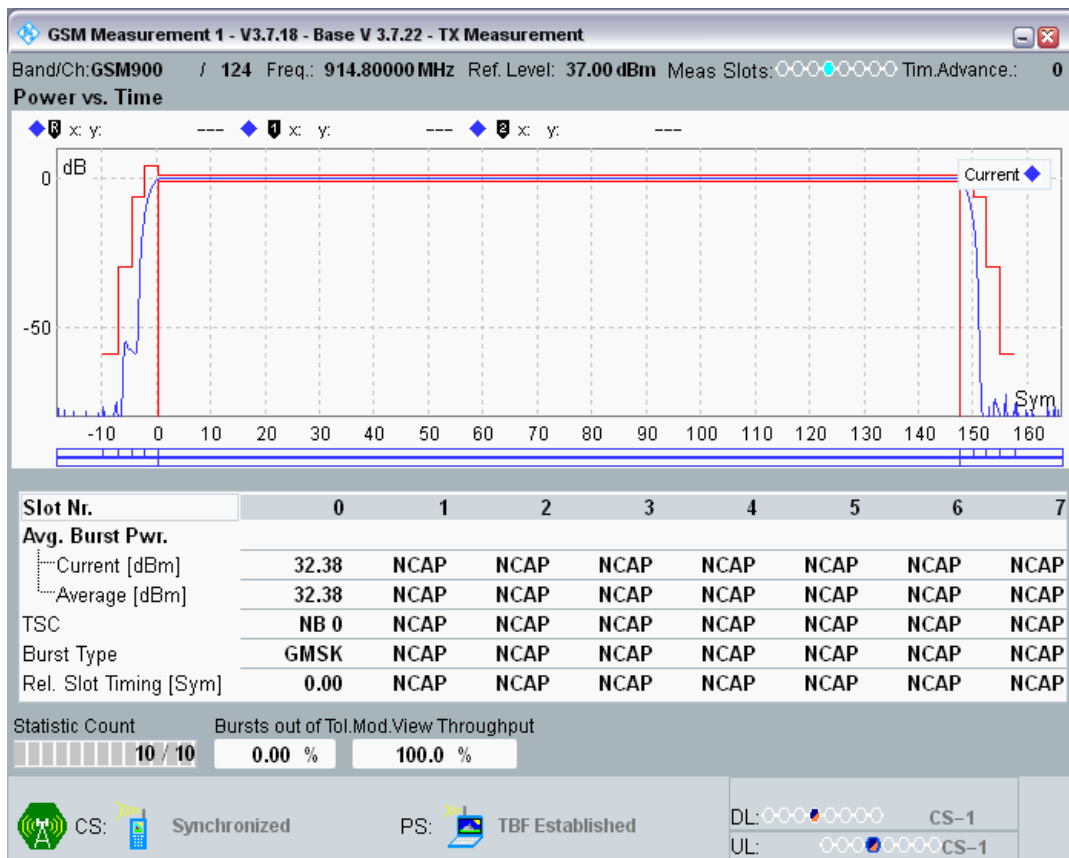 GSM Measurement 1 - V3.7.18 - Base V 3.7.22 - TX Measurement
Band/Ch:GSM900 / 124 Freq.: 914.80000 MHz Ref. Level: 37.00 dBm Meas Slots: Tim.Advance.: 0
Power vs. Time
R x: y: --- 1 x: y: --- 2 x: y: ---
dB
Current
0
-50
Sym
-10 0 10 20 30 40 50 60 70 80 90 100 110 120 130 140 150 160
Slot Nr. 0 1 2 3 4 5 6 7
Avg. Burst Pwr.
Current [dBm] 32.38 NCAP NCAP NCAP NCAP NCAP NCAP NCAP
Average [dBm] 32.38 NCAP NCAP NCAP NCAP NCAP NCAP NCAP
TSC NB 0 NCAP NCAP NCAP NCAP NCAP NCAP NCAP
Burst Type GMSK NCAP NCAP NCAP NCAP NCAP NCAP NCAP
Rel. Slot Timing [Sym] 0.00 NCAP NCAP NCAP NCAP NCAP NCAP NCAP
Statistic Count Bursts out of Tol.Mod.View Throughput
10 / 10 0.00 % 100.0 %
CS: Synchronized PS: TBF Established DL: CS-1
UL: CS-1